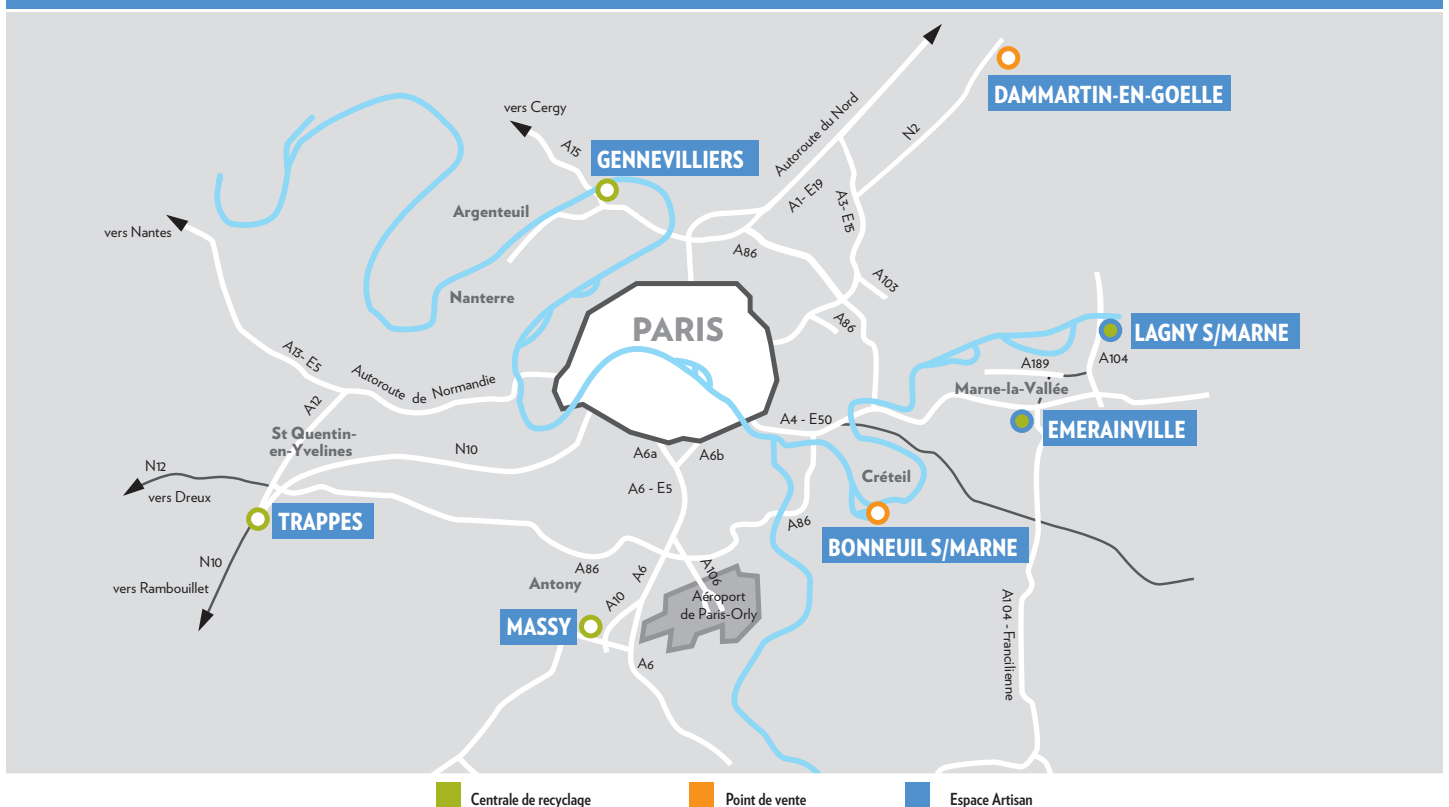 DAMMARTIN-EN-GOELLE
vers Cergy
Autoroute du Nord
N2
A15
GENNEVILLIERS
A1- E19
A3- E15
Argenteuil
vers Nantes
A86
A103
Nanterre
PARIS
A86
LAGNY S/MARNE
A13- E5
Autoroute de Normandie
A189
A104
Marne-la-Vallée
A12
A4 - E50
EMERAINVILLE
St Quentin-
en-Yvelines
N10
A6a
A6b
N12
vers Dreux
A6 - E5
Créteil
TRAPPES
A86
BONNEUIL S/MARNE
N10
vers Rambouillet
A86
Antony
A6
A106
A10
Aéroport
de Paris-Orly
MASSY
A6
A104 - Francilienne
Centrale de recyclage
Point de vente
Espace Artisan